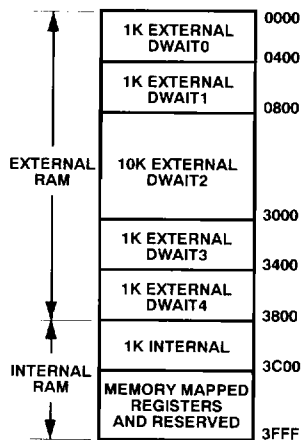 0000
1K EXTERNAL
DWAIT0
0400
1K EXTERNAL
DWAIT1
0800
10K EXTERNAL
DWAIT2
EXTERNAL
RAM
3000
1K EXTERNAL
DWAIT3
3400
1K EXTERNAL
DWAIT4
3800
1K INTERNAL
INTERNAL
RAM
3C00
MEMORY MAPPED
REGISTERS
AND RESERVED
3FFF